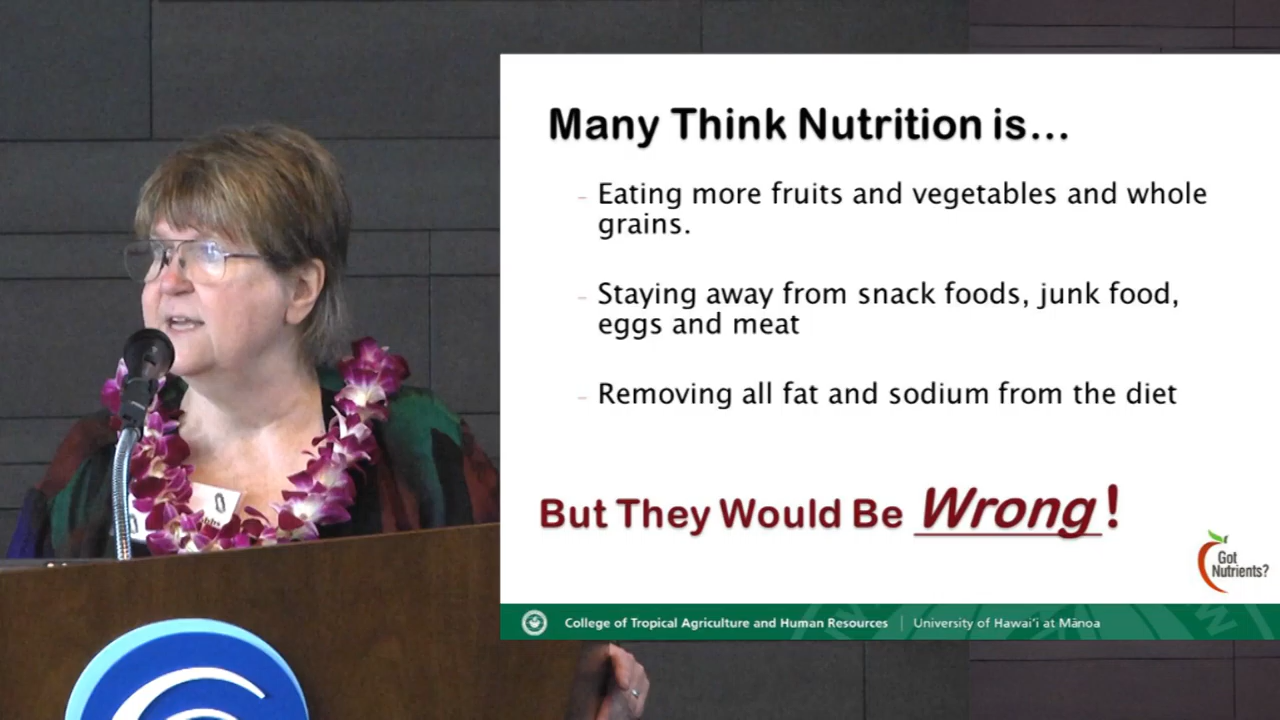 Many Think Nutrition is...
- Eating more fruits and vegetables and whole
grains.
- Staying away from snack foods, junk food,
eggs and meat
- Removing all fat and sodium from the diet
But They Would Be Wrong!
Got
Nutrients?
College of Tropical Agriculture and Human Resources | University of Hawai‘i at Mānoa